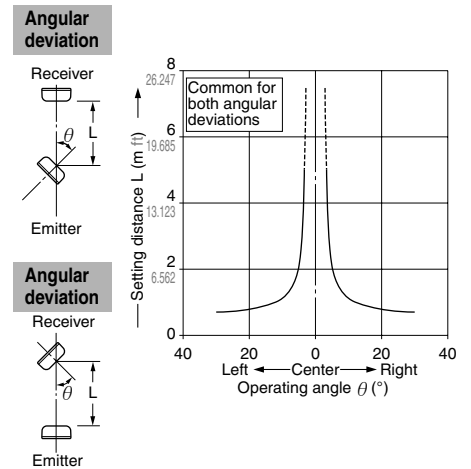 Angular
deviation
Receiver
L
θ
Emitter
Angular
deviation
Receiver
θ
L
Emitter
Setting distance L (m ft)
8
26.247
6
19.685
4
13.123
2
6.562
0
Common for
both angular
deviations
40 20 0 20 40
Left Center Right
Operating angle θ (°)